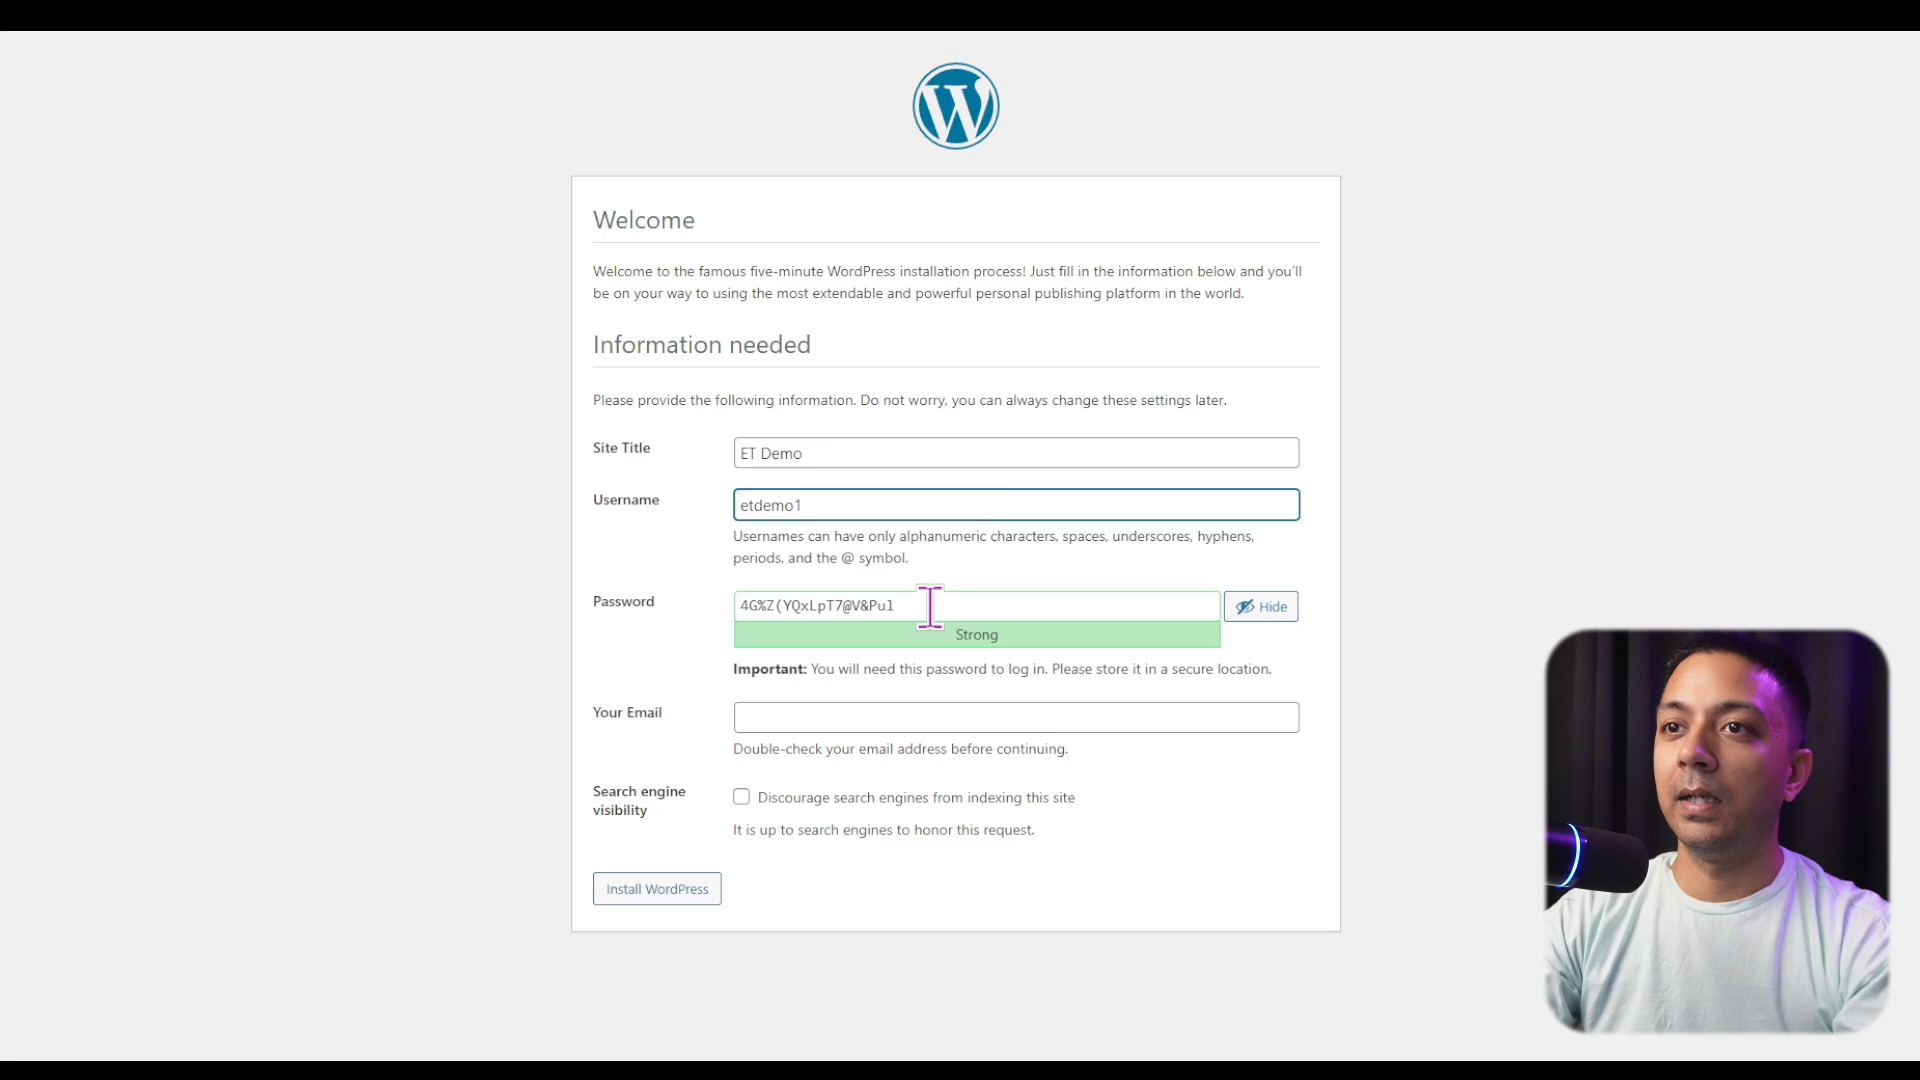 Welcome
Welcome to the famous five-minute WordPress installation process! Just fill in the information below and you'll
be on your way to using the most extendable and powerful personal publishing platform in the world.
Information needed
Please provide the following information. Do not worry, you can always change these settings later.
Site Title
ET Demo
Username
etdemo1
Usernames can have only alphanumeric characters, spaces, underscores, hyphens,
periods, and the @ symbol.
Password
4G%Z(YQxLpT7@V&Pul
Hide
Strong
Important: You will need this password to log in. Please store it in a secure location.
Your Email
Double-check your email address before continuing.
Search engine
visibility
Discourage search engines from indexing this site
It is up to search engines to honor this request.
Install WordPress